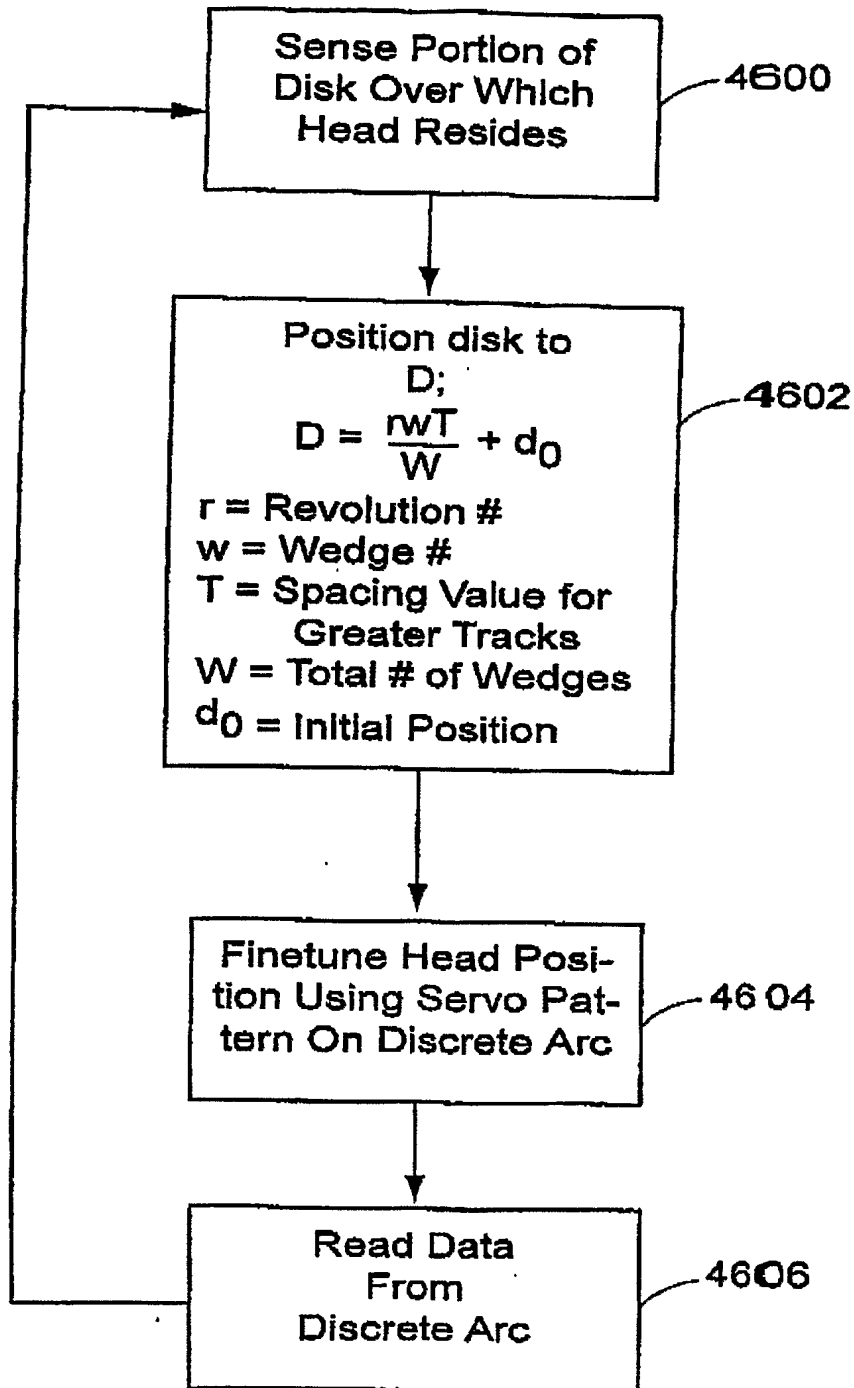 Sense Portion of
Disk Over Which
Head Resides
4600
Position disk to
D;
D = rwT/W + d₀
r = Revolution #
w = Wedge #
T = Spacing Value for
Greater Tracks
W = Total # of Wedges
d₀ = Initial Position
4602
Finetune Head Posi-
tion Using Servo Pat-
tern On Discrete Arc
4604
Read Data
From
Discrete Arc
4606